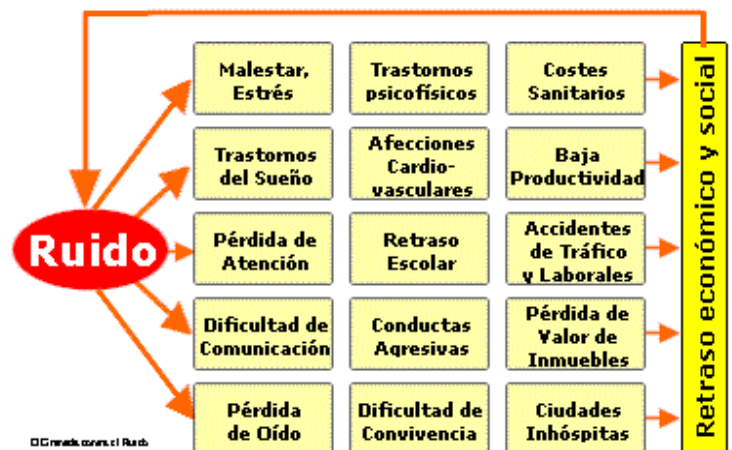 Malestar,
Estrés
Trastornos
psicofísicos
Costes
Sanitarios
Trastornos
del Sueño
Afecciones
Cardio-
vasculares
Baja
Productividad
Ruido
Pérdida de
Atención
Retraso
Escolar
Accidentes
de Tráfico
y Laborales
Dificultad de
Comunicación
Conductas
Agresivas
Pérdida de
Valor de
Inmuebles
Pérdida
de Oído
Dificultad de
Convivencia
Ciudades
Inhóspitas
Retraso económico y social